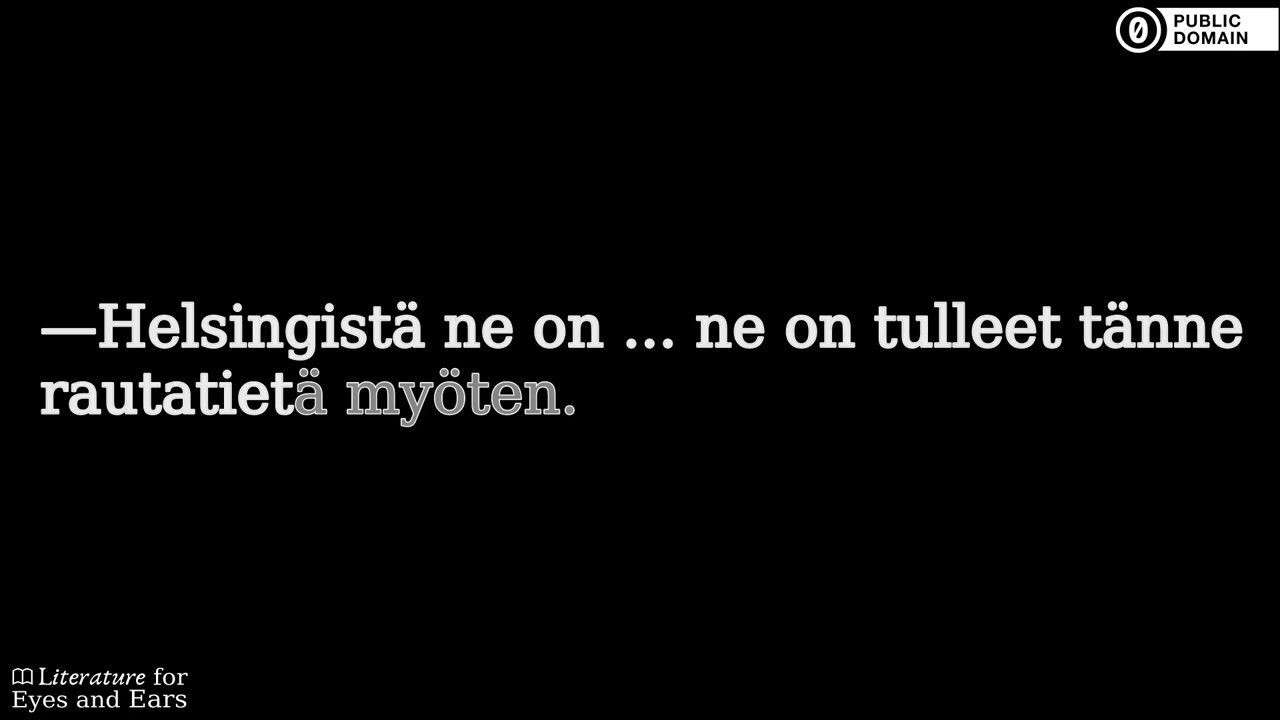 PUBLIC
DOMAIN
—Helsingistä ne on ... ne on tulleet tänne
rautatietä myöten.
Literature for
Eyes and Ears